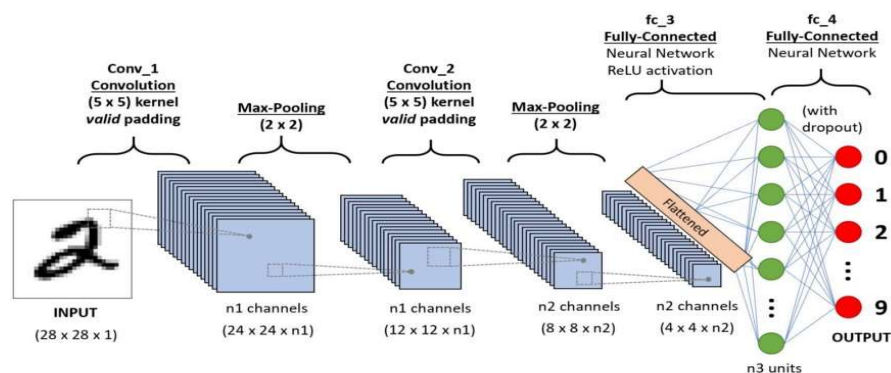 fc_3
Fully-Connected
Neural Network
ReLU activation
fc_4
Fully-Connected
Neural Network
Conv_1
Convolution
(5 x 5) kernel
valid padding
Max-Pooling
(2 x 2)
Conv_2
Convolution
(5 x 5) kernel
valid padding
Max-Pooling
(2 x 2)
(with
dropout)
Flattened
0
1
2
9
INPUT
(28 x 28 x 1)
n1 channels
(24 x 24 x n1)
n1 channels
(12 x 12 x n1)
n2 channels
(8 x 8 x n2)
n2 channels
(4 x 4 x n2)
OUTPUT
n3 units
2